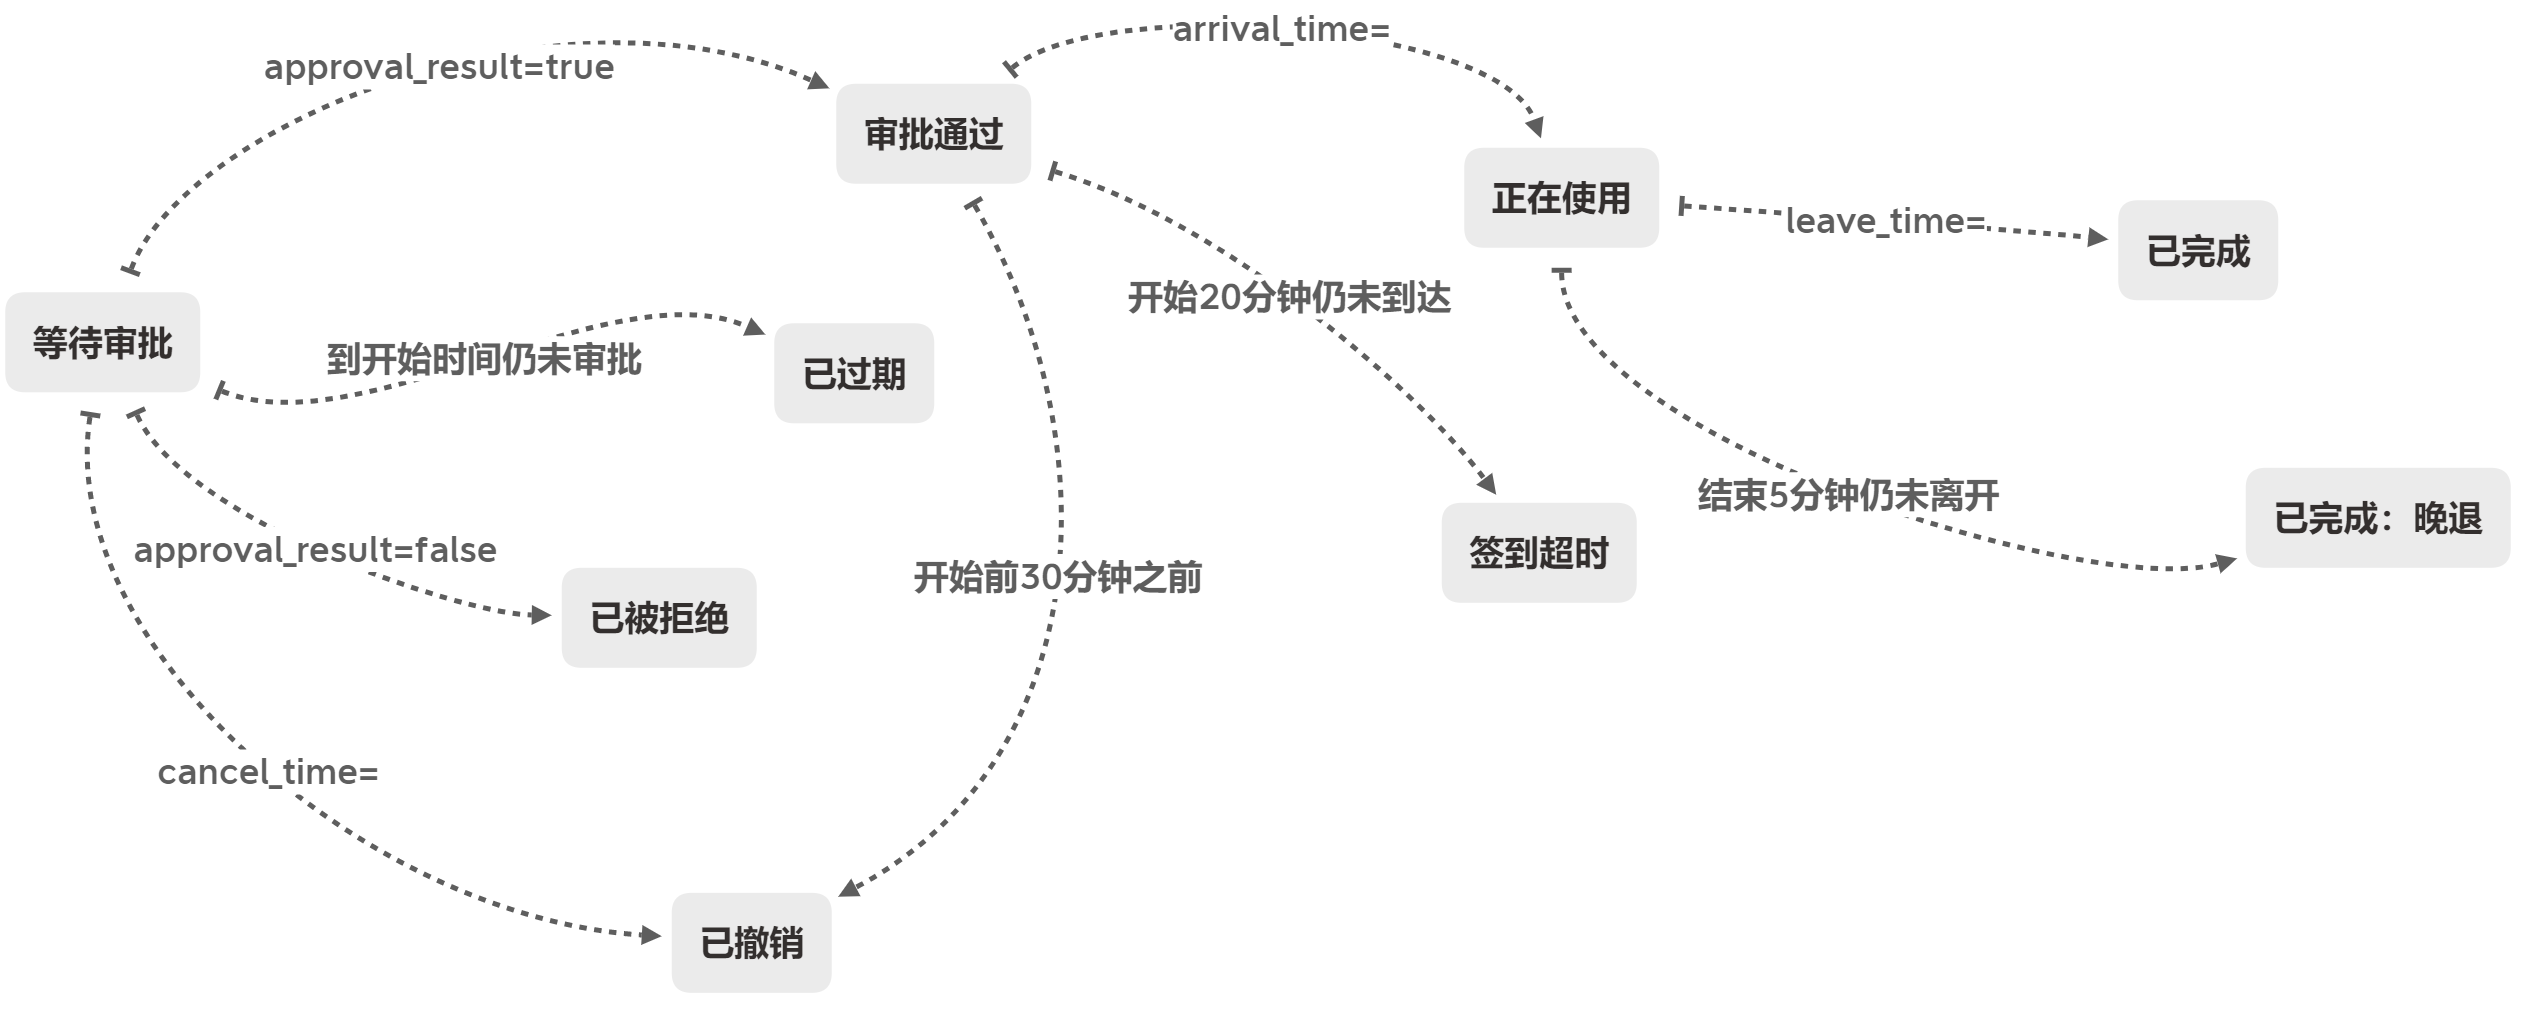 arrival_time=
approval_result=true
审批通过
正在使用
leave_time=
已完成
开始20分钟仍未到达
等待审批
到开始时间仍未审批
已过期
结束5分钟仍未离开
已完成：晚退
approval_result=false
签到超时
开始前30分钟之前
已被拒绝
cancel_time=
已撤销